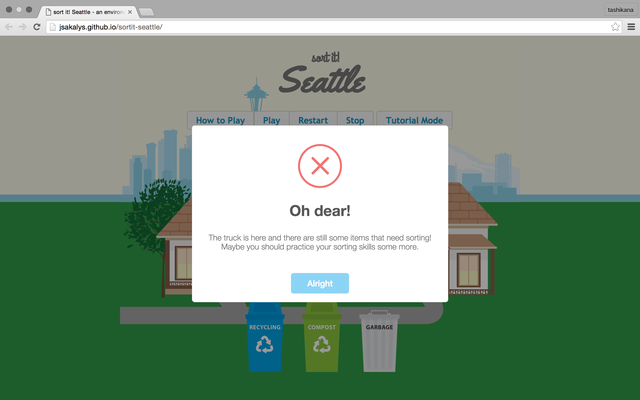 sort it! Seattle - an environ
tashikana
jsakalys.github.io/sortit-seattle/
sort it!
Seattle
How to Play Play Restart Stop Tutorial Mode
Oh dear!
The truck is here and there are still some items that need sorting!
Maybe you should practice your sorting skills some more.
Alright
RECYCLING COMPOST GARBAGE